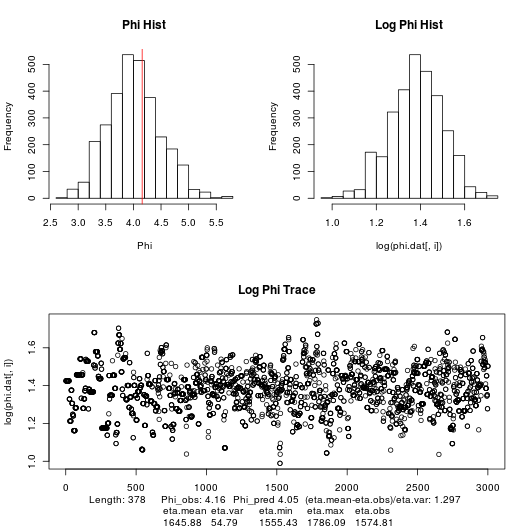 Phi Hist
Log Phi Hist
Frequency
0 100 200 300 400 500
2.5 3.0 3.5 4.0 4.5 5.0 5.5
Phi
Frequency
0 100 200 300 400 500
1.0 1.2 1.4 1.6
log(phi.dat[, i])
Log Phi Trace
log(phi.dat[, i])
1.0 1.2 1.4 1.6
0 500 1000 1500 2000 2500 3000
Length: 378 Phi_obs: 4.16 Phi_pred 4.05 (eta.mean-eta.obs)/eta.var: 1.297
eta.mean eta.var eta.min eta.max eta.obs
1645.88 54.79 1555.43 1786.09 1574.81